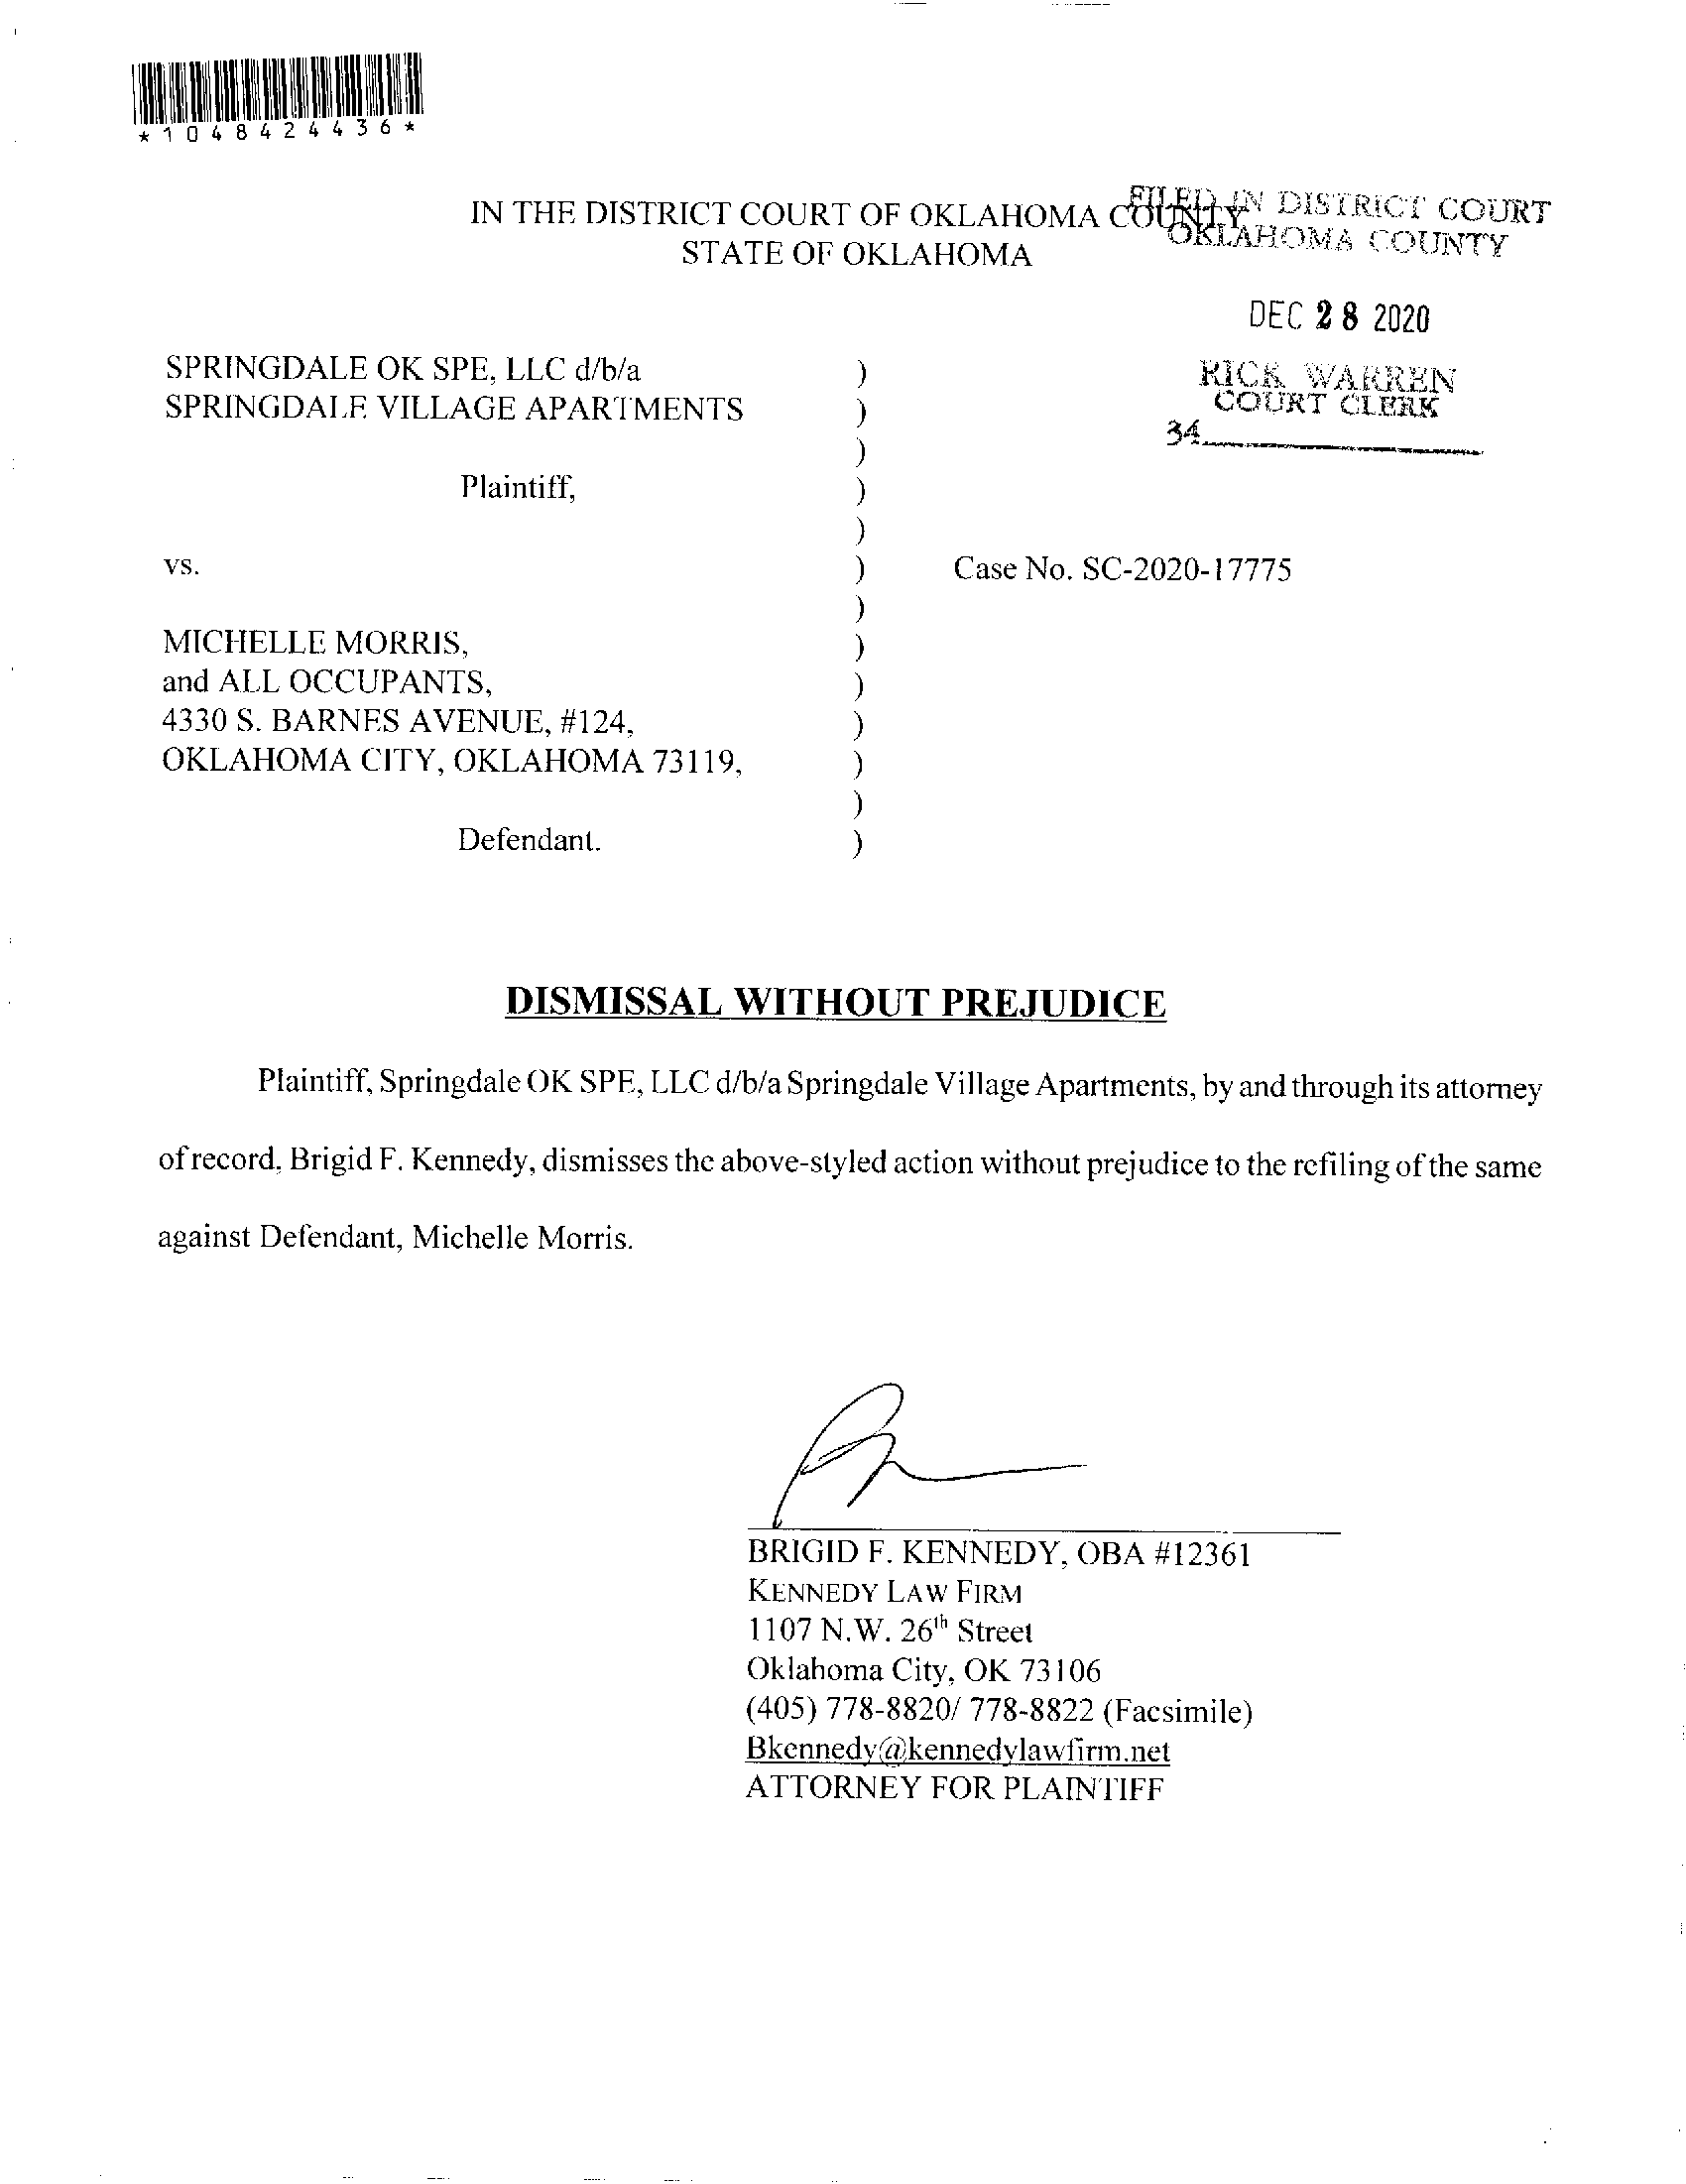 *1048424436*
IN THE DISTRICT COURT OF OKLAHOMA COUNTY
STATE OF OKLAHOMA
FILED IN DISTRICT COURT
OKLAHOMA COUNTY
DEC 28 2020
RICK WARREN
COURT CLERK
34
SPRINGDALE OK SPE, LLC d/b/a )
SPRINGDALE VILLAGE APARTMENTS )
)
Plaintiff, )
)
vs. ) Case No. SC-2020-17775
)
MICHELLE MORRIS, )
and ALL OCCUPANTS, )
4330 S. BARNES AVENUE, #124, )
OKLAHOMA CITY, OKLAHOMA 73119, )
)
Defendant. )
DISMISSAL WITHOUT PREJUDICE
Plaintiff, Springdale OK SPE, LLC d/b/a Springdale Village Apartments, by and through its attorney
of record, Brigid F. Kennedy, dismisses the above-styled action without prejudice to the refiling of the same
against Defendant, Michelle Morris.
BRIGID F. KENNEDY, OBA #12361
KENNEDY LAW FIRM
1107 N.W. 26th Street
Oklahoma City, OK 73106
(405) 778-8820/ 778-8822 (Facsimile)
Bkennedy@kennedylawfirm.net
ATTORNEY FOR PLAINTIFF